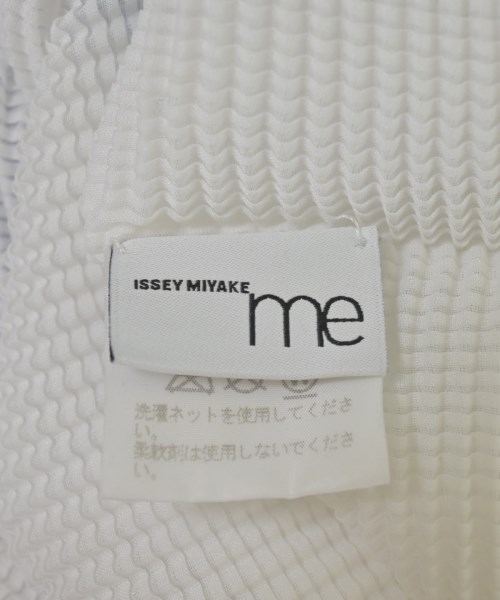 ISSEY MIYAKE
me
洗濯ネットを使用してくださ
い。
柔軟剤は使用しないでくださ
い。